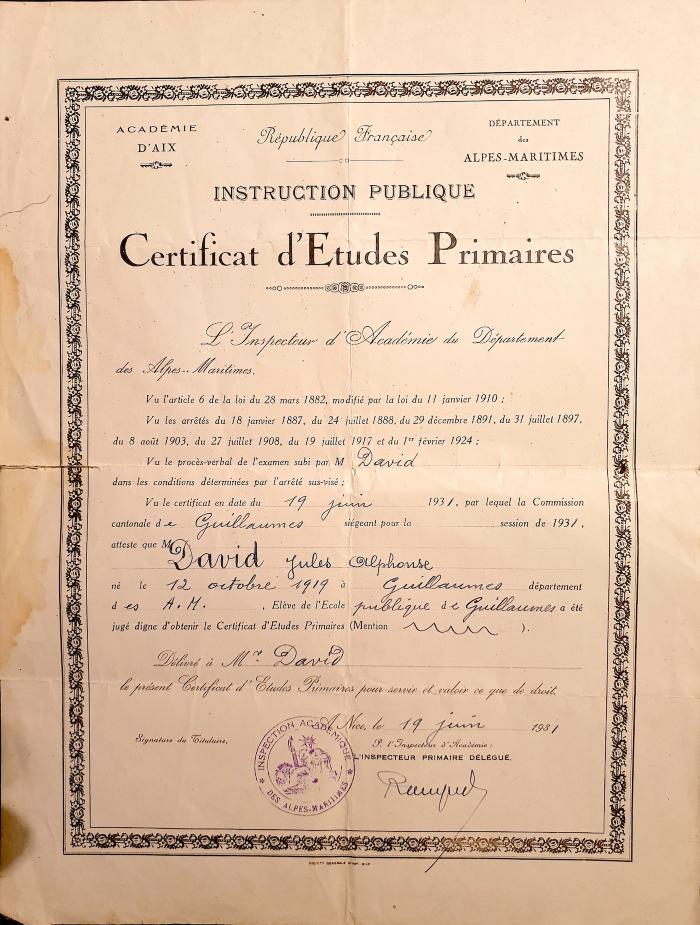 ACADÉMIE
D'AIX
République Française
DÉPARTEMENT
des
ALPES-MARITIMES
INSTRUCTION PUBLIQUE
Certificat d'Etudes Primaires
L'Inspecteur d'Académie du Département
des Alpes-Maritimes,
Vu l'article 6 de la loi du 28 mars 1882, modifié par la loi du 11 janvier 1910 ;
Vu les arrêtés du 18 janvier 1887, du 24 juillet 1888, du 29 décembre 1891, du 31 juillet 1897,
du 8 août 1903, du 27 juillet 1908, du 19 juillet 1917 et du 1er février 1924 ;
Vu le procès-verbal de l'examen subi par M David
dans les conditions déterminées par l'arrêté sus-visé ;
Vu le certificat en date du 19 juin 1931, par lequel la Commission
cantonale de Guillaumes siégeant pour la session de 1931,
atteste que M David Jules Alphonse
né le 12 octobre 1919 à Guillaumes département
des A.M. , Elève de l'Ecole publique de Guillaumes a été
jugé digne d'obtenir le Certificat d'Etudes Primaires (Mention ).
Délivré à Mr David
le présent Certificat d'Etudes Primaires pour servir et valoir ce que de droit.
A Nice, le 19 juin 1931
Signature du Titulaire,
P. l'Inspecteur d'Académie :
L'INSPECTEUR PRIMAIRE DÉLÉGUÉ.
INSPECTION ACADÉMIQUE
DES ALPES-MARITIMES